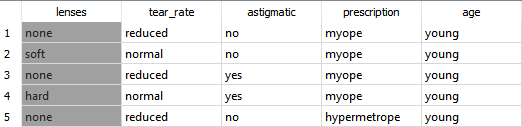 lenses tear_rate astigmatic prescription age
1 none reduced no myope young
2 soft normal no myope young
3 none reduced yes myope young
4 hard normal yes myope young
5 none reduced no hypermetrope young